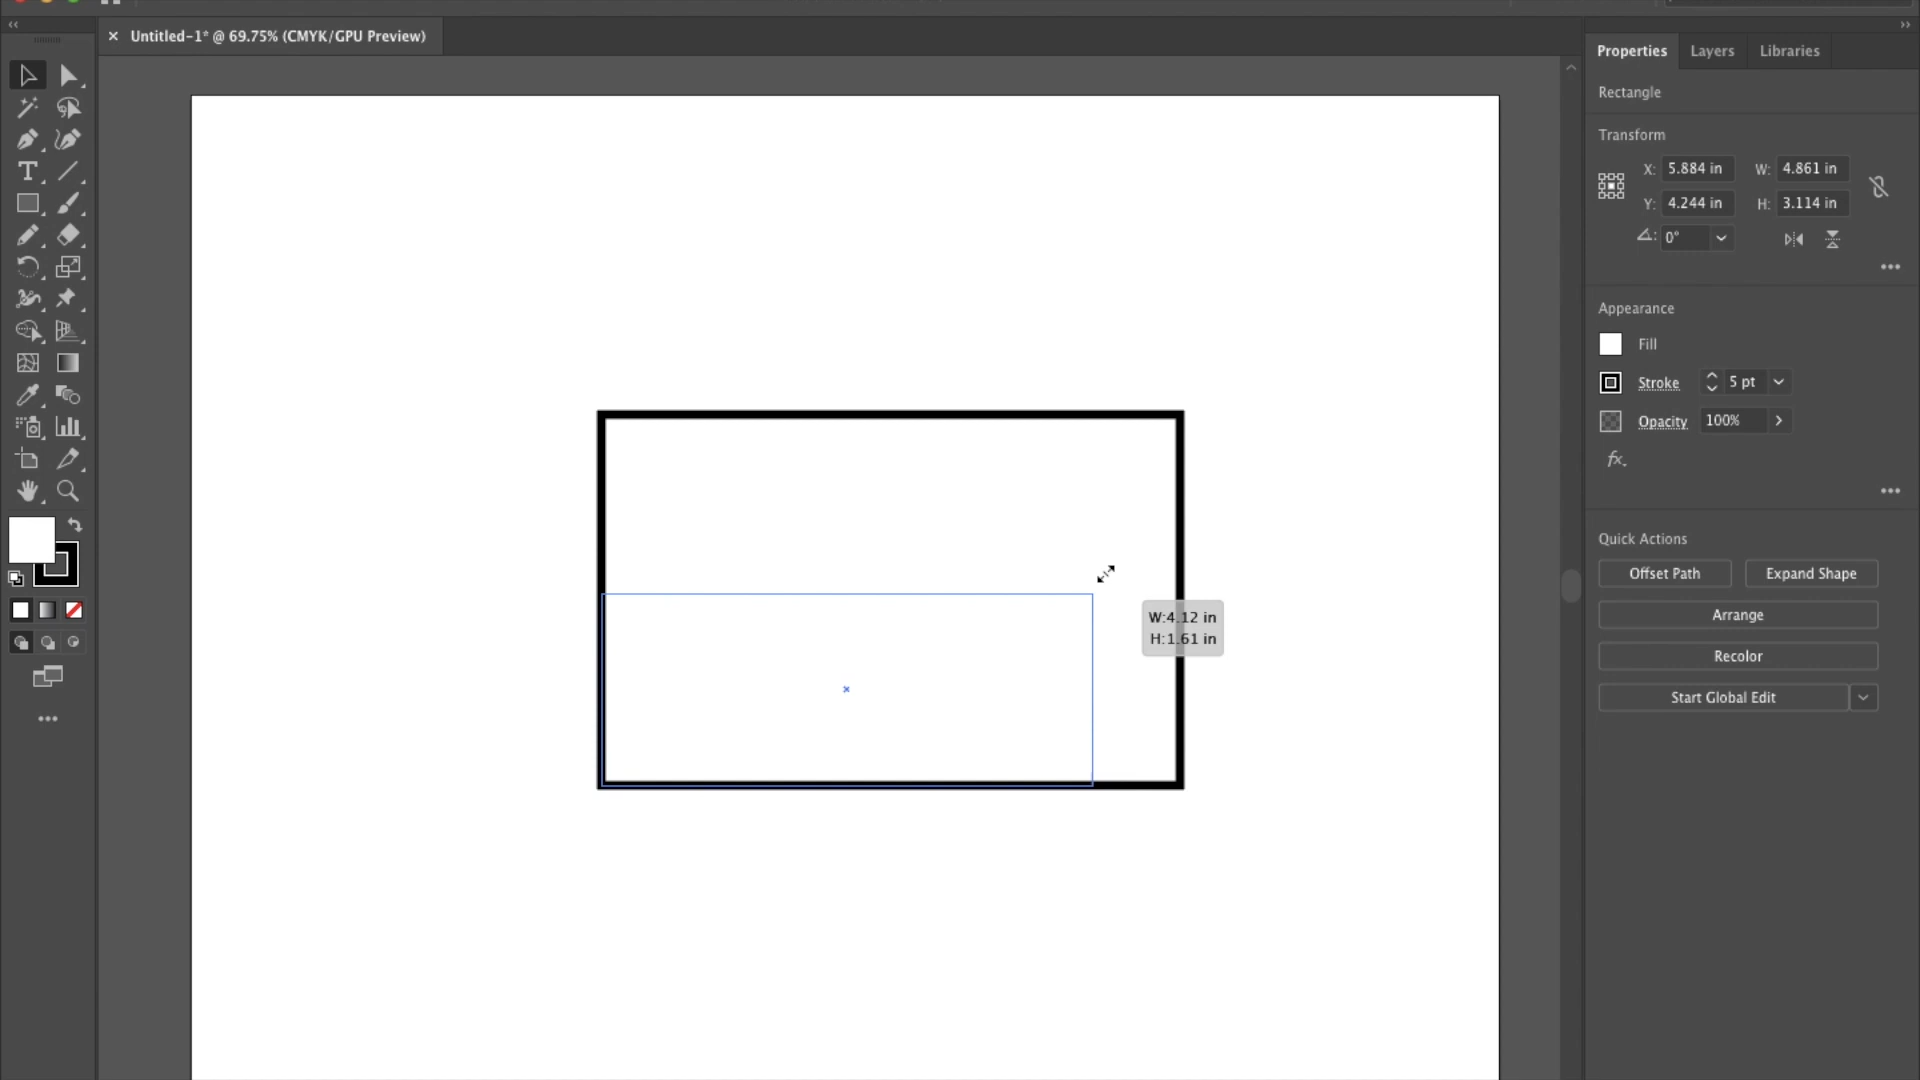 Untitled-1* @ 69.75% (CMYK/GPU Preview)
Properties Layers Libraries
Rectangle
Transform
X: 5.884 in W: 4.861 in
Y: 4.244 in H: 3.114 in
0°
Appearance
Fill
Stroke 5 pt
Opacity 100%
fx
Quick Actions
Offset Path Expand Shape
Arrange
Recolor
Start Global Edit
W:4.12 in
H:1.61 in